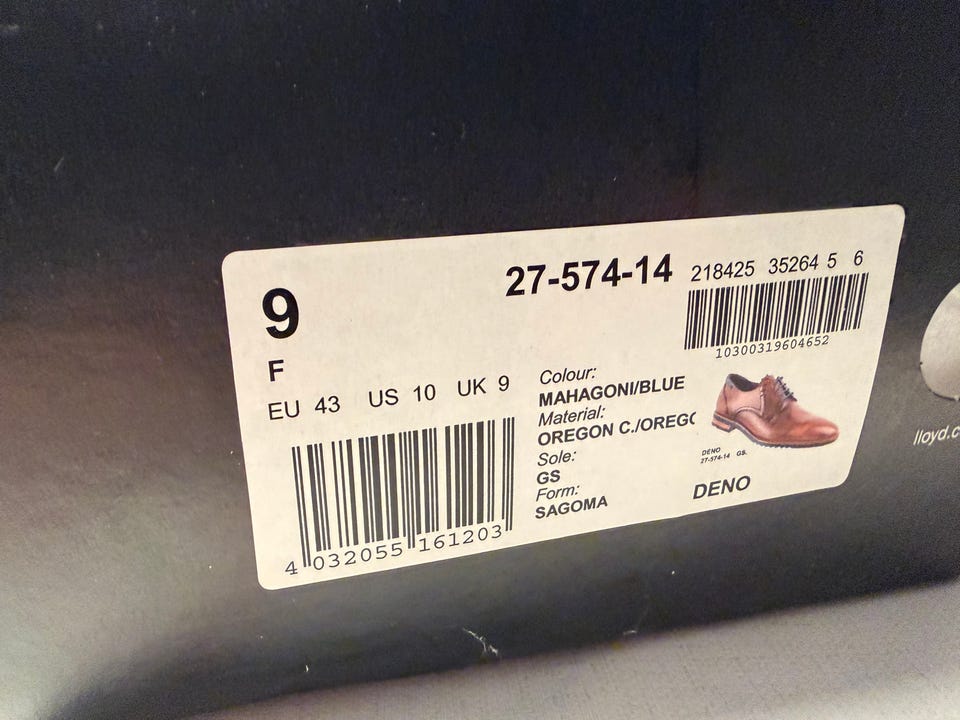 9
F
EU 43 US 10 UK 9
4 032055 161203
27-574-14
218425 35264 5 6
10300319604652
Colour:
MAHAGONI/BLUE
Material:
OREGON C./OREGO
Sole:
GS
Form:
SAGOMA
DENO
27-574-14 GS.
DENO
lloyd.c